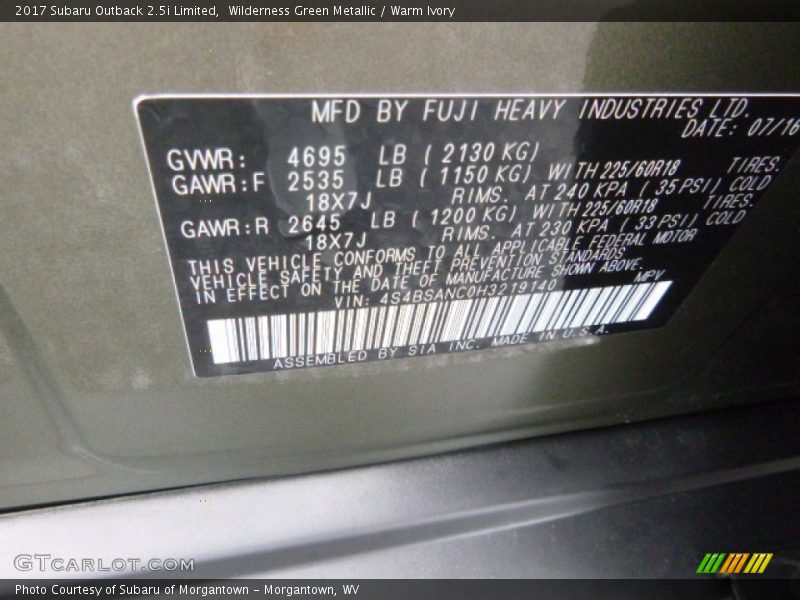 2017 Subaru Outback 2.5i Limited,  Wilderness Green Metallic / Warm Ivory
MFD BY FUJI HEAVY INDUSTRIES LTD.
DATE: 07/16
GVWR: 4695 LB ( 2130 KG)
GAWR:F 2535 LB ( 1150 KG) WITH 225/60R18 TIRES.
18X7J RIMS. AT 240 KPA ( 35 PSI) COLD
GAWR:R 2645 LB ( 1200 KG) WITH 225/60R18 TIRES.
18X7J RIMS. AT 230 KPA ( 33 PSI) COLD
THIS VEHICLE CONFORMS TO ALL APPLICABLE FEDERAL MOTOR
VEHICLE SAFETY AND THEFT PREVENTION STANDARDS
IN EFFECT ON THE DATE OF MANUFACTURE SHOWN ABOVE.
VIN: 4S4BSANC0H3219140 MPV
ASSEMBLED BY SIA INC. MADE IN U.S.A.
GTCARLOT.COM
Photo Courtesy of Subaru of Morgantown - Morgantown, WV